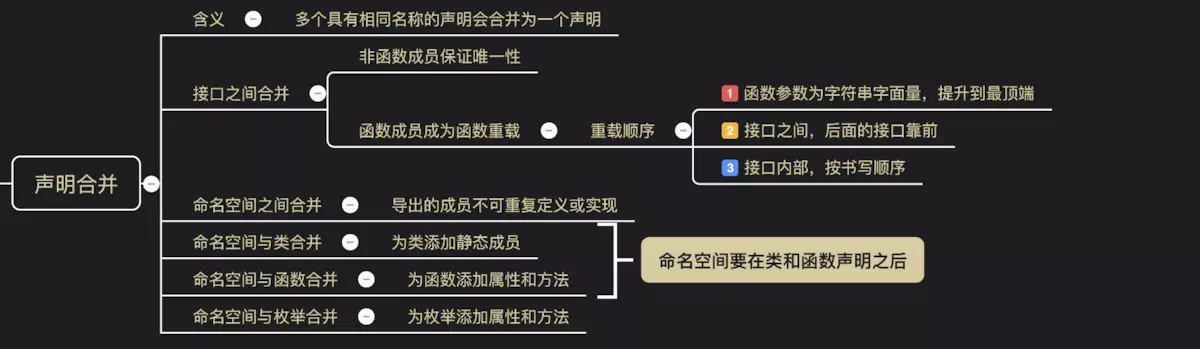 声明合并
含义
多个具有相同名称的声明会合并为一个声明
接口之间合并
非函数成员保证唯一性
函数成员成为函数重载
重载顺序
1 函数参数为字符串字面量，提升到最顶端
2 接口之间，后面的接口靠前
3 接口内部，按书写顺序
命名空间之间合并
导出的成员不可重复定义或实现
命名空间与类合并
为类添加静态成员
命名空间与函数合并
为函数添加属性和方法
命名空间要在类和函数声明之后
命名空间与枚举合并
为枚举添加属性和方法